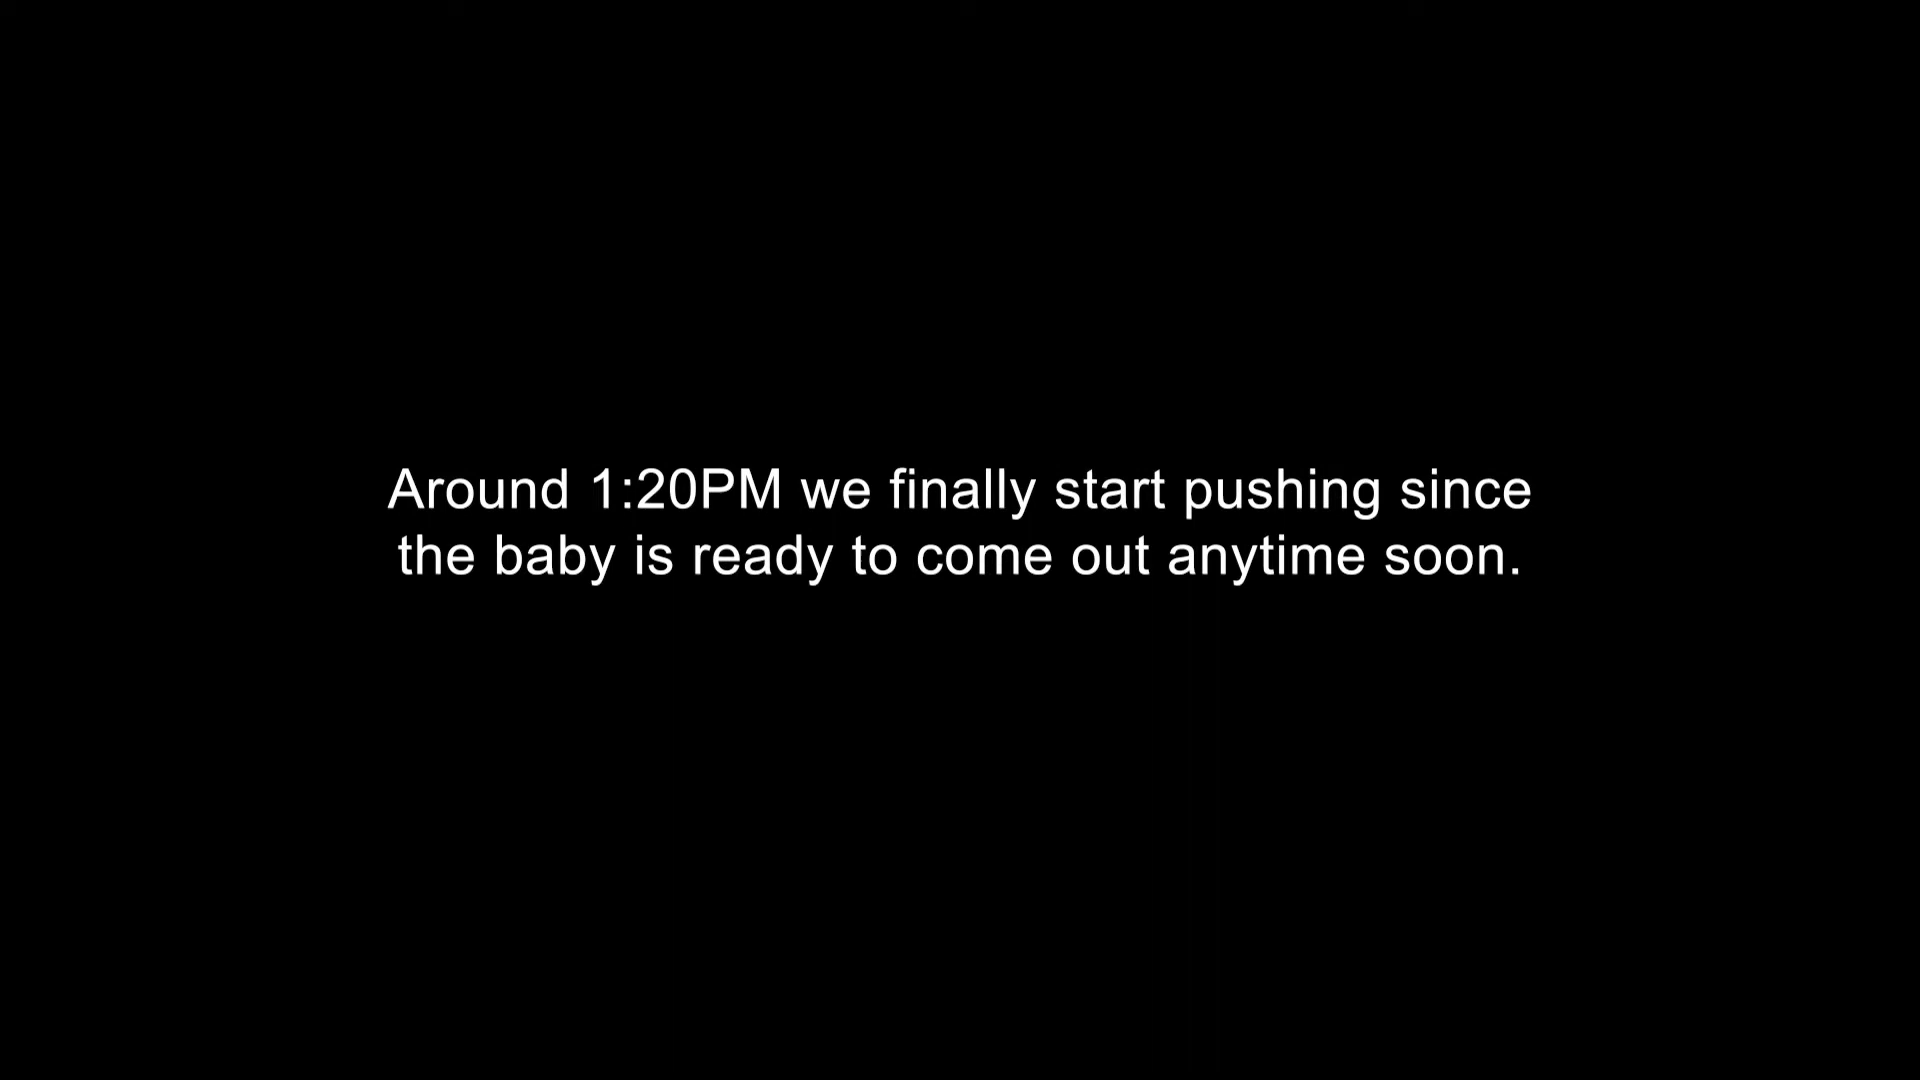 Around 1:20PM we finally start pushing since
the baby is ready to come out anytime soon.